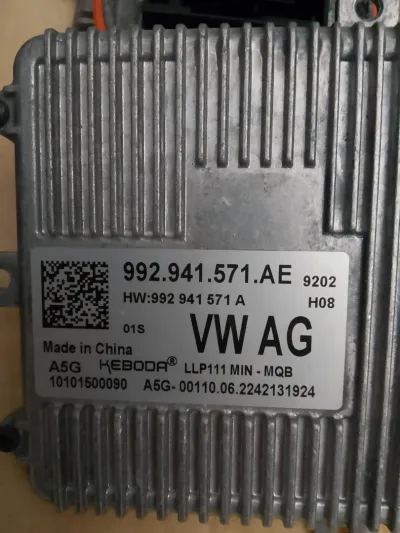 992.941.571.AE 9202
HW:992 941 571 A H08
01S VW AG
Made in China
A5G KEBODA® LLP111 MIN - MQB
10101500090 A5G- 00110.06.2242131924